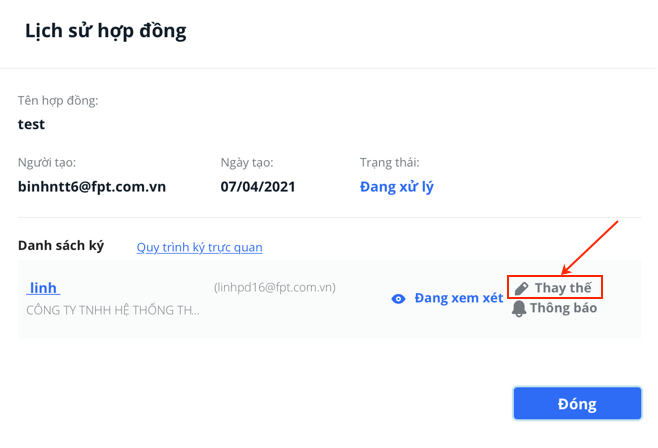 Lịch sử hợp đồng
Tên hợp đồng:
test
Người tạo: Ngày tạo: Trạng thái:
binhntt6@fpt.com.vn 07/04/2021 Đang xử lý
Danh sách ký Quy trình ký trực quan
linh (linhpd16@fpt.com.vn) Thay thế
Đang xem xét
CÔNG TY TNHH HỆ THỐNG TH... Thông báo
Đóng